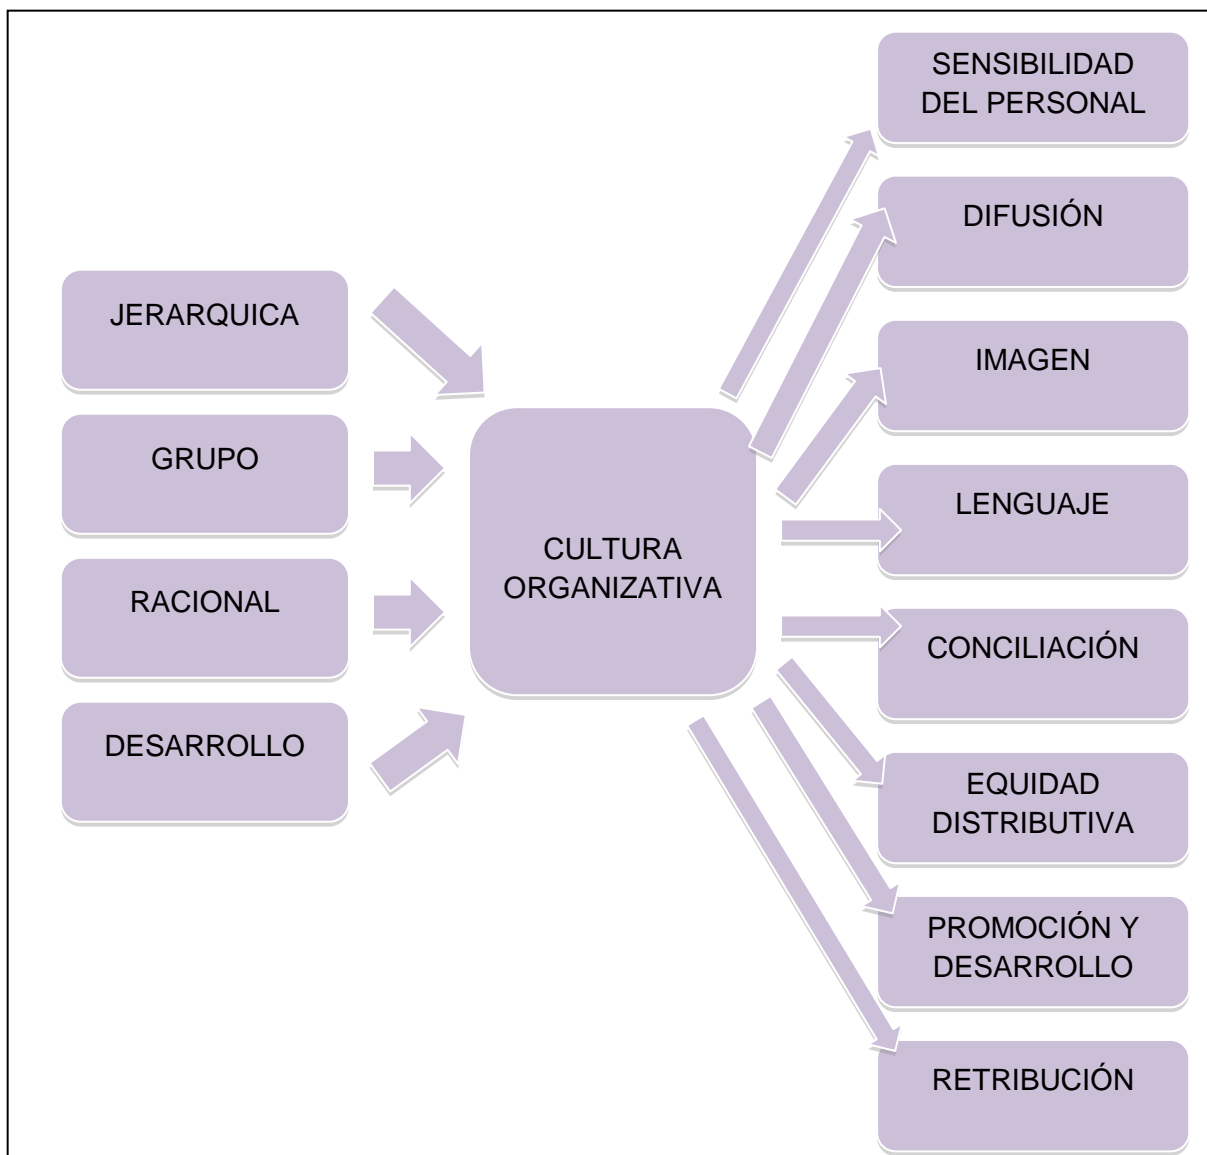 JERARQUICA
GRUPO
RACIONAL
DESARROLLO
CULTURA
ORGANIZATIVA
SENSIBILIDAD
DEL PERSONAL
DIFUSIÓN
IMAGEN
LENGUAJE
CONCILIACIÓN
EQUIDAD
DISTRIBUTIVA
PROMOCIÓN Y
DESARROLLO
RETRIBUCIÓN